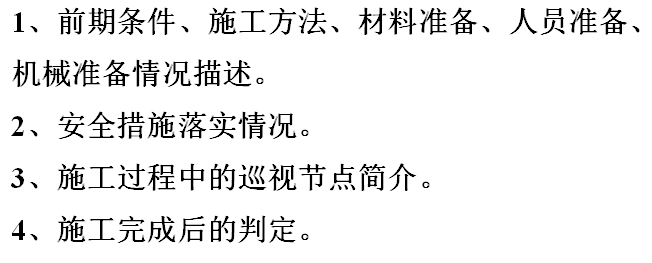 1、前期条件、施工方法、材料准备、人员准备、
机械准备情况描述。
2、安全措施落实情况。
3、施工过程中的巡视节点简介。
4、施工完成后的判定。